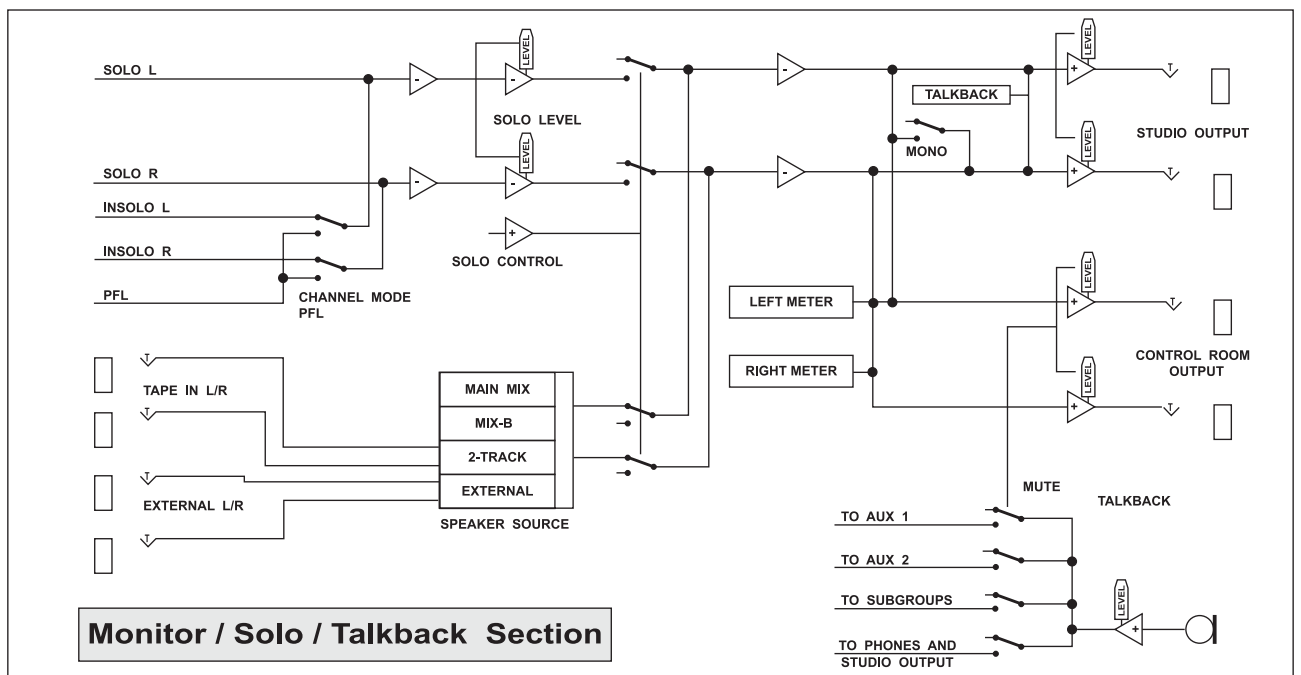 LEVEL
SOLO L
SOLO LEVEL
LEVEL
SOLO R
INSOLO L
INSOLO R
SOLO CONTROL
PFL
CHANNEL MODE
PFL
LEVEL
TALKBACK
STUDIO OUTPUT
MONO
LEVEL
LEVEL
LEFT METER
CONTROL ROOM
OUTPUT
RIGHT METER
LEVEL
T
T
T
T
T
TAPE IN L/R
T
T
EXTERNAL L/R
T
MAIN MIX
MIX-B
2-TRACK
EXTERNAL
SPEAKER SOURCE
MUTE
TALKBACK
TO AUX 1
TO AUX 2
TO SUBGROUPS
TO PHONES AND
STUDIO OUTPUT
LEVEL
Monitor / Solo / Talkback Section
+
+
+
+
+
+
-
-
-
-
-
-